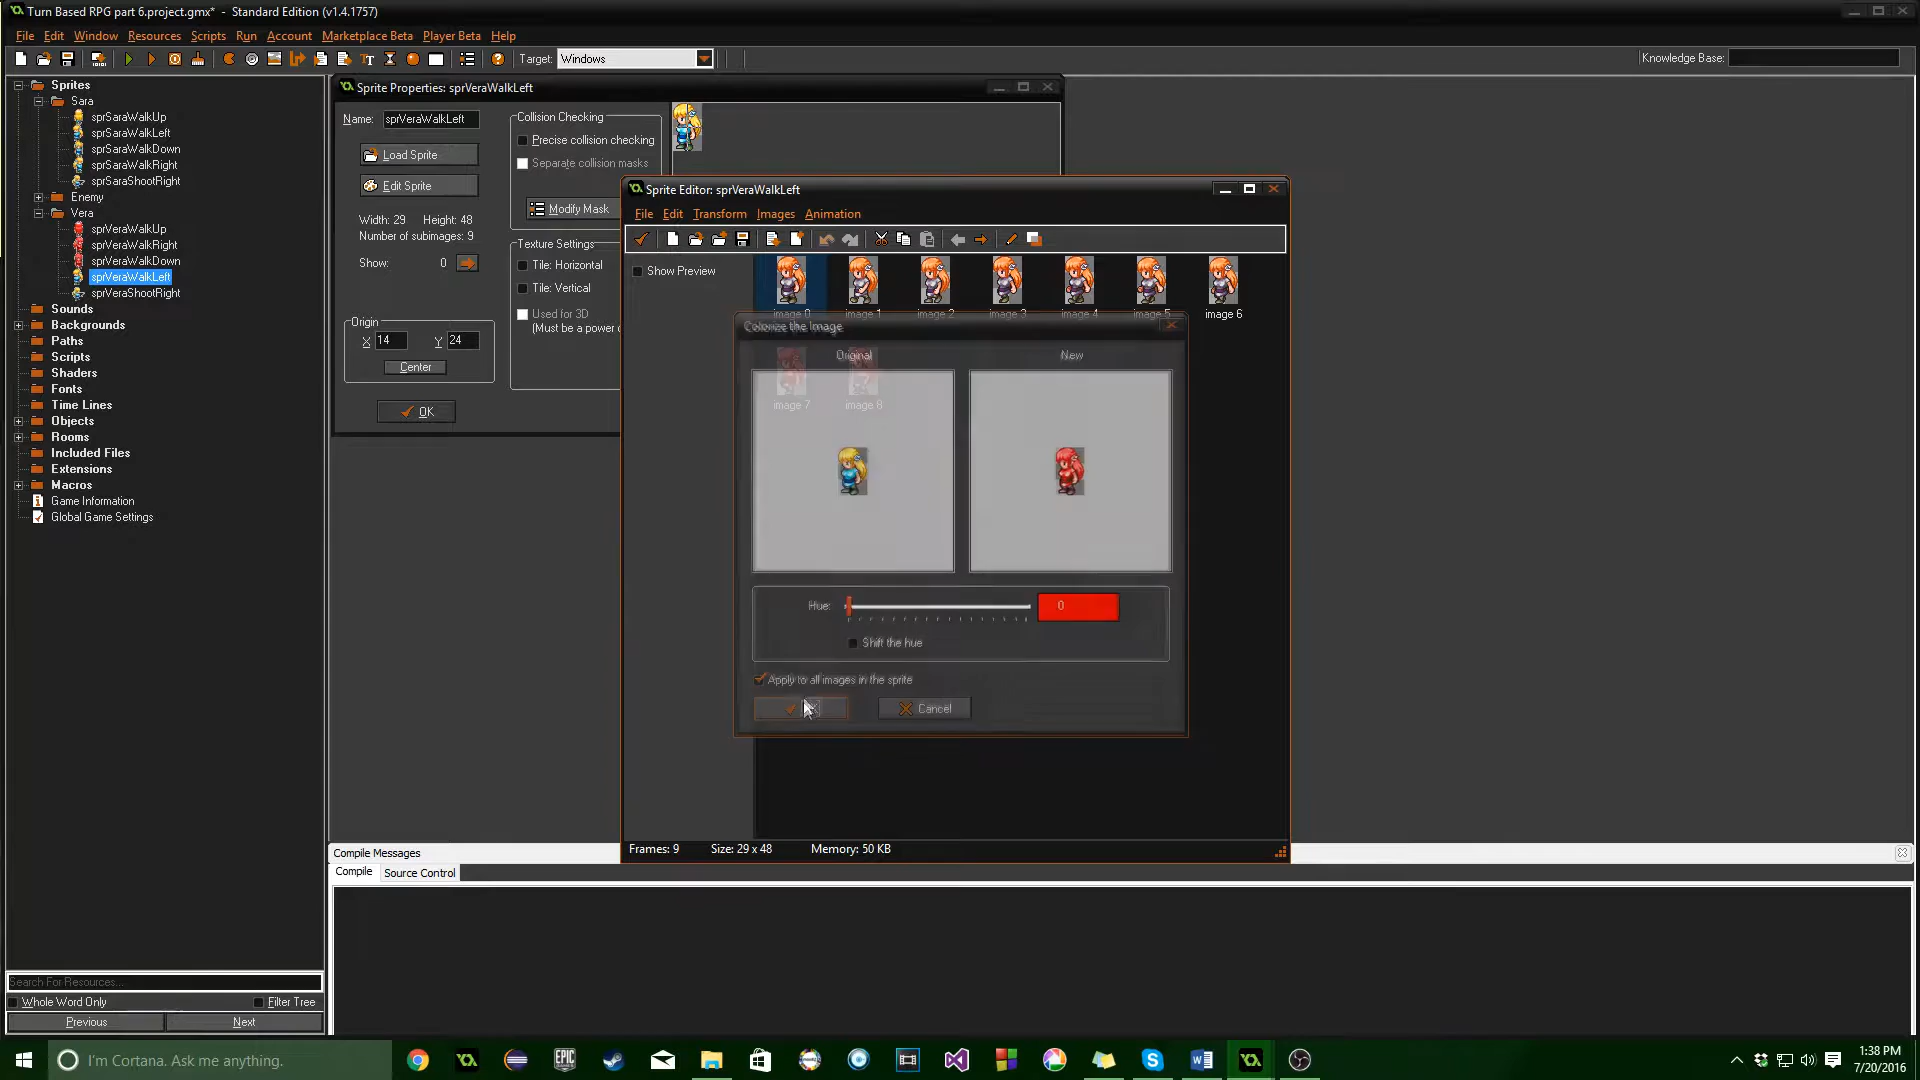 Turn Based RPG part 6.project.gmx* - Standard Edition (v1.4.1757)
File Edit Window Resources Scripts Run Account Marketplace Beta Player Beta Help
Target: Windows
Knowledge Base:
Sprites
Sara
sprSaraWalkUp
sprSaraWalkLeft
sprSaraWalkDown
sprSaraWalkRight
sprSaraShootRight
Enemy
Vera
sprVeraWalkUp
sprVeraWalkRight
sprVeraWalkDown
sprVeraWalkLeft
sprVeraShootRight
Sounds
Backgrounds
Paths
Scripts
Shaders
Fonts
Time Lines
Objects
Rooms
Included Files
Extensions
Macros
Game Information
Global Game Settings
Search For Resources...
Whole Word Only Filter Tree
Previous Next
Sprite Properties: sprVeraWalkLeft
Name: sprVeraWalkLeft
Load Sprite
Edit Sprite
Width: 29 Height: 48
Number of subimages: 9
Show: 0
Origin
X 14 Y 24
Center
OK
Collision Checking
Precise collision checking
Separate collision masks
Modify Mask
Texture Settings
Tile: Horizontal
Tile: Vertical
Used for 3D
(Must be a power o
Sprite Editor: sprVeraWalkLeft
File Edit Transform Images Animation
Show Preview
image 0 image 1 image 2 image 3 image 4 image 5 image 6
image 7 image 8
Colorize the Image
Original New
Hue: 0
Shift the hue
Apply to all images in the sprite
Cancel
Frames: 9 Size: 29 x 48 Memory: 50 KB
Compile Messages
Compile Source Control
I'm Cortana. Ask me anything.
EPIC GAMES
1:38 PM
7/20/2016